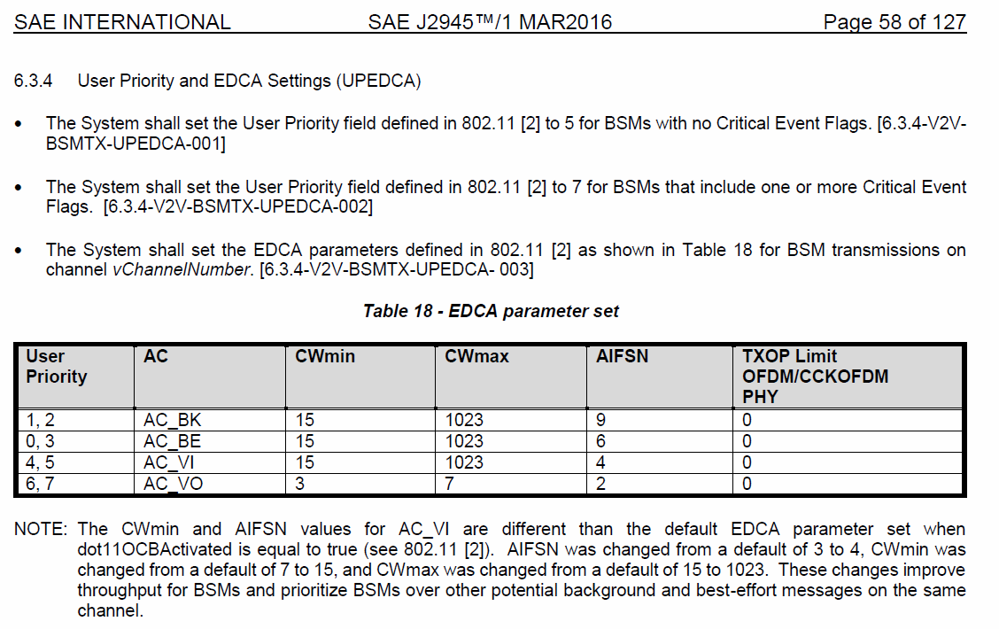 SAE INTERNATIONAL SAE J2945™/1 MAR2016 Page 58 of 127
6.3.4 User Priority and EDCA Settings (UPEDCA)
• The System shall set the User Priority field defined in 802.11 [2] to 5 for BSMs with no Critical Event Flags. [6.3.4-V2V-
BSMTX-UPEDCA-001]
• The System shall set the User Priority field defined in 802.11 [2] to 7 for BSMs that include one or more Critical Event
Flags. [6.3.4-V2V-BSMTX-UPEDCA-002]
• The System shall set the EDCA parameters defined in 802.11 [2] as shown in Table 18 for BSM transmissions on
channel vChannelNumber. [6.3.4-V2V-BSMTX-UPEDCA- 003]
Table 18 - EDCA parameter set
User AC CWmin CWmax AIFSN TXOP Limit
Priority OFDM/CCKOFDM
PHY
1, 2 AC_BK 15 1023 9 0
0, 3 AC_BE 15 1023 6 0
4, 5 AC_VI 15 1023 4 0
6, 7 AC_VO 3 7 2 0
NOTE: The CWmin and AIFSN values for AC_VI are different than the default EDCA parameter set when
dot11OCBActivated is equal to true (see 802.11 [2]). AIFSN was changed from a default of 3 to 4, CWmin was
changed from a default of 7 to 15, and CWmax was changed from a default of 15 to 1023. These changes improve
throughput for BSMs and prioritize BSMs over other potential background and best-effort messages on the same
channel.